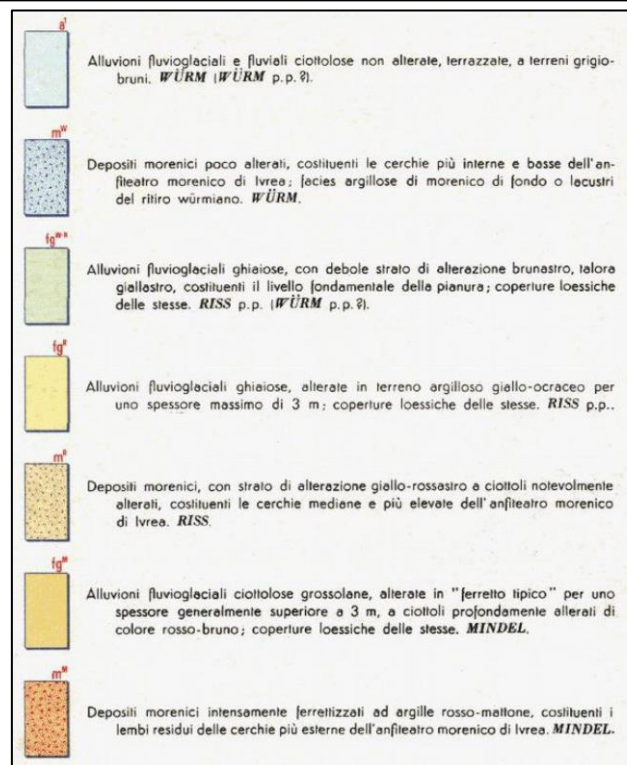 a¹
Alluvioni fluvioglaciali e fluviali ciottolose non alterate, terrazzate, a terreni grigio-
bruni. WÜRM (WÜRM p.p.?).
mᵂ
Depositi morenici poco alterati, costituenti le cerchie più interne e basse dell'an-
fiteatro morenico di Ivrea; facies argillose di morenico di fondo o lacustri
del ritiro würmiano. WÜRM.
fgᵂ⁻ᴿ
Alluvioni fluvioglaciali ghiaiose, con debole strato di alterazione brunastro, talora
giallastro, costituenti il livello fondamentale della pianura; coperture loessiche
delle stesse. RISS p.p. (WÜRM p.p.?).
fgᴿ
Alluvioni fluvioglaciali ghiaiose, alterate in terreno argilloso giallo-ocraceo per
uno spessore massimo di 3 m; coperture loessiche delle stesse. RISS p.p..
mᴿ
Depositi morenici, con strato di alterazione giallo-rossastro a ciottoli notevolmente
alterati, costituenti le cerchie mediane e più elevate dell'anfiteatro morenico
di Ivrea. RISS.
fgᴹ
Alluvioni fluvioglaciali ciottolose grossolane, alterate in "ferretto tipico" per uno
spessore generalmente superiore a 3 m, a ciottoli profondamente alterati di
colore rosso-bruno; coperture loessiche delle stesse. MINDEL.
mᴹ
Depositi morenici intensamente ferrettizzati ad argille rosso-mattone, costituenti i
lembi residui delle cerchie più esterne dell'anfiteatro morenico di Ivrea. MINDEL.